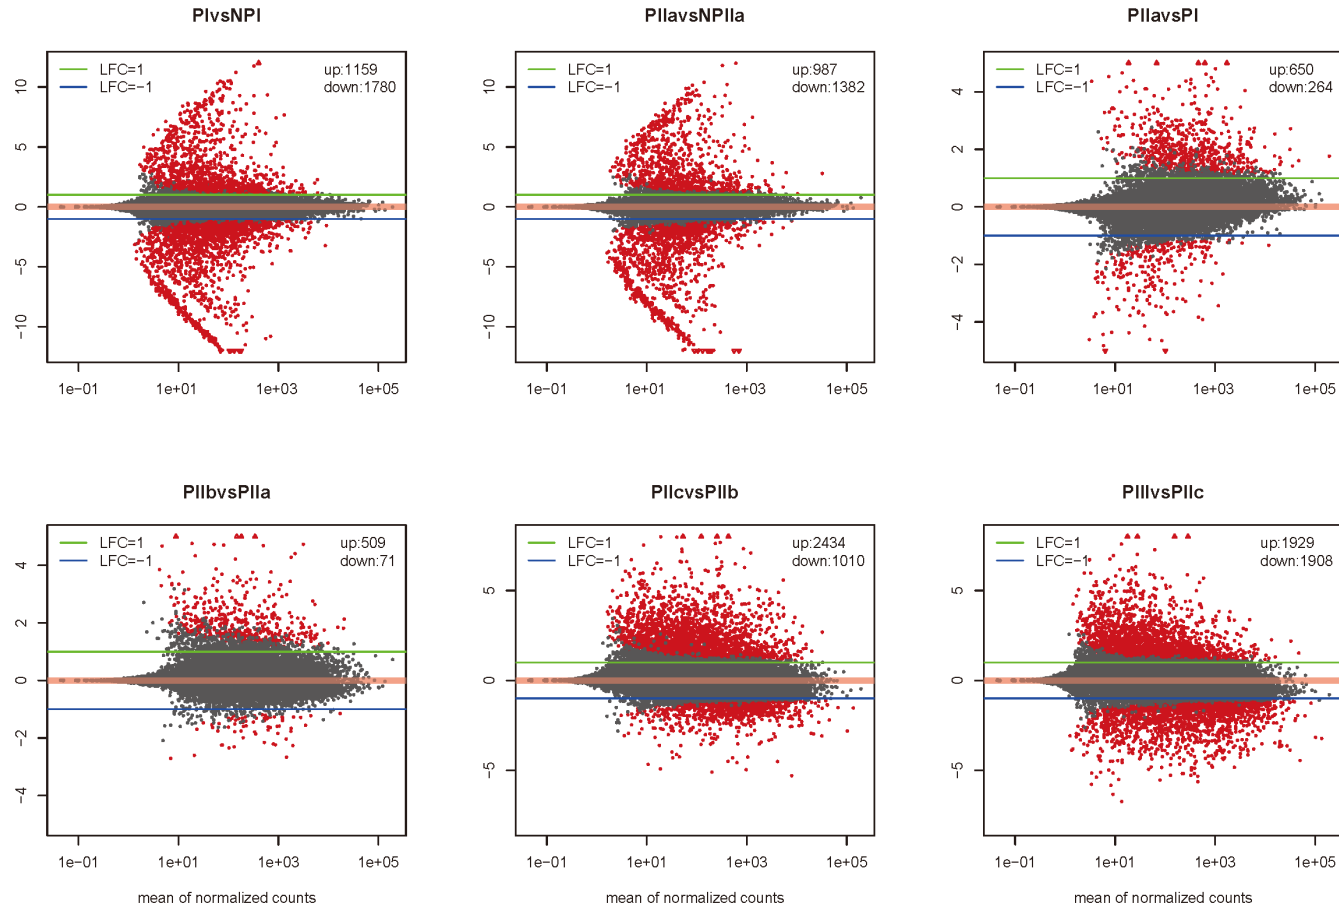 PIvsNPI
LFC=1
LFC=−1
up:1159
down:1780
10
5
0
−5
−10
1e−01
1e+01
1e+03
1e+05
PIIavsNPIIa
LFC=1
LFC=−1
up:987
down:1382
10
5
0
−5
−10
1e−01
1e+01
1e+03
1e+05
PIIavsPI
LFC=1
LFC=−1
up:650
down:264
4
2
0
−2
−4
1e−01
1e+01
1e+03
1e+05
PIIbvsPIIa
LFC=1
LFC=−1
up:509
down:71
4
2
0
−2
−4
1e−01
1e+01
1e+03
1e+05
mean of normalized counts
PIIcvsPIIb
LFC=1
LFC=−1
up:2434
down:1010
5
0
−5
1e−01
1e+01
1e+03
1e+05
mean of normalized counts
PIIIvsPIIc
LFC=1
LFC=−1
up:1929
down:1908
5
0
−5
1e−01
1e+01
1e+03
1e+05
mean of normalized counts